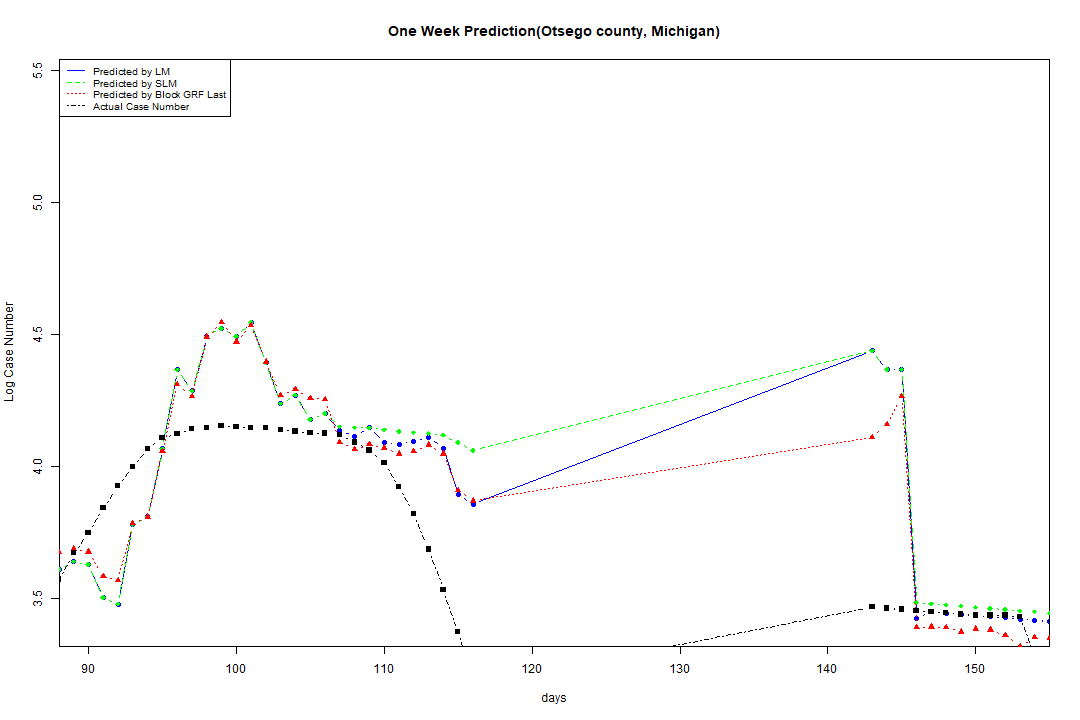 One Week Prediction(Otsego county, Michigan)
Predicted by LM
Predicted by SLM
Predicted by Block GRF Last
Actual Case Number
5.5
5.0
4.5
4.0
3.5
Log Case Number
90 100 110 120 130 140 150
days